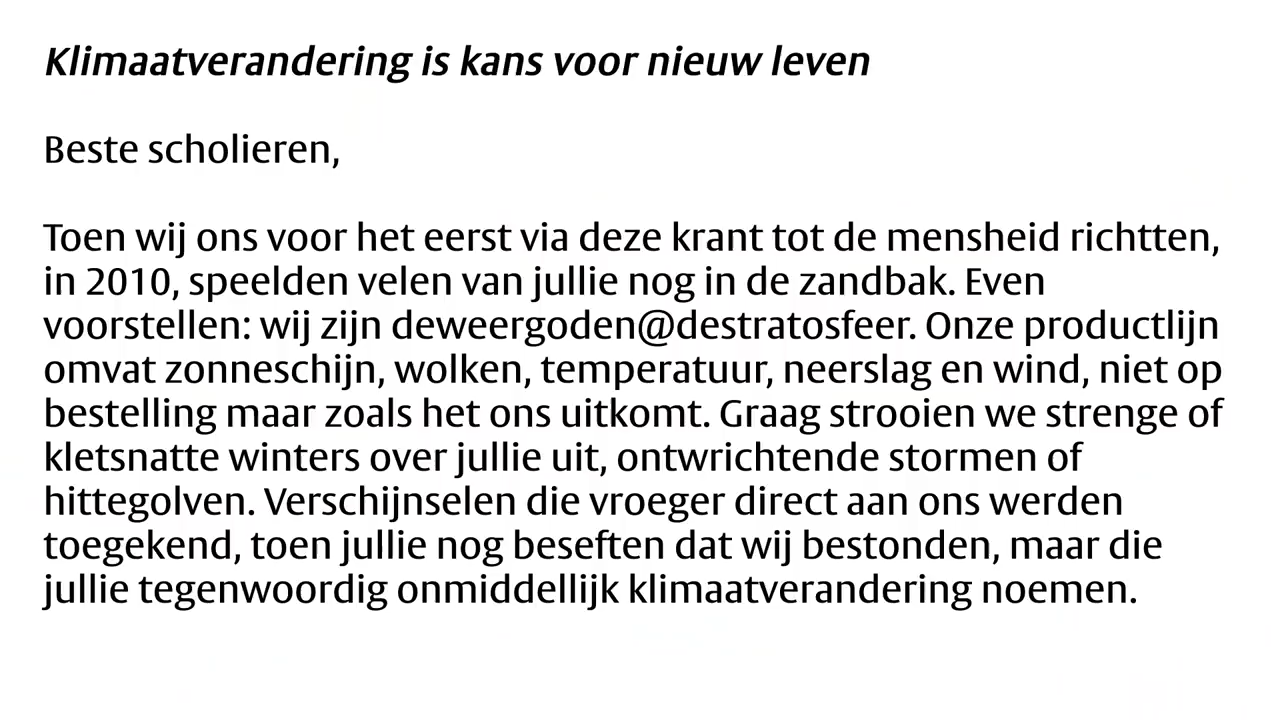 Klimaatverandering is kans voor nieuw leven
Beste scholieren,
Toen wij ons voor het eerst via deze krant tot de mensheid richtten,
in 2010, speelden velen van jullie nog in de zandbak. Even
voorstellen: wij zijn deweergoden@destratosfeer. Onze productlijn
omvat zonneschijn, wolken, temperatuur, neerslag en wind, niet op
bestelling maar zoals het ons uitkomt. Graag strooien we strenge of
kletsnatte winters over jullie uit, ontwrichtende stormen of
hittegolven. Verschijnselen die vroeger direct aan ons werden
toegekend, toen jullie nog beseften dat wij bestonden, maar die
jullie tegenwoordig onmiddellijk klimaatverandering noemen.